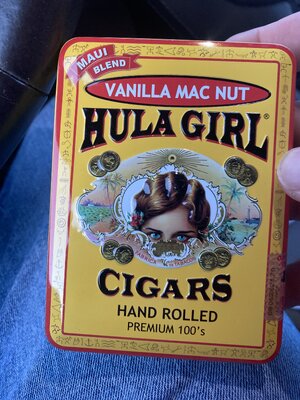 MAUI
BLEND
VANILLA MAC NUT
HULA GIRL®
CIGARS
HAND ROLLED
PREMIUM 100's